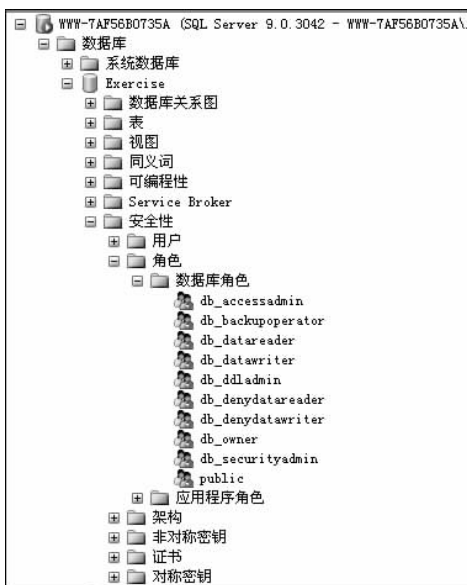 WWW-7AF56B0735A (SQL Server 9.0.3042 - WWW-7AF56B0735A\
数据库
系统数据库
Exercise
数据库关系图
表
视图
同义词
可编程性
Service Broker
安全性
用户
角色
数据库角色
db_accessadmin
db_backupoperator
db_datareader
db_datawriter
db_ddladmin
db_denydatareader
db_denydatawriter
db_owner
db_securityadmin
public
应用程序角色
架构
非对称密钥
证书
对称密钥